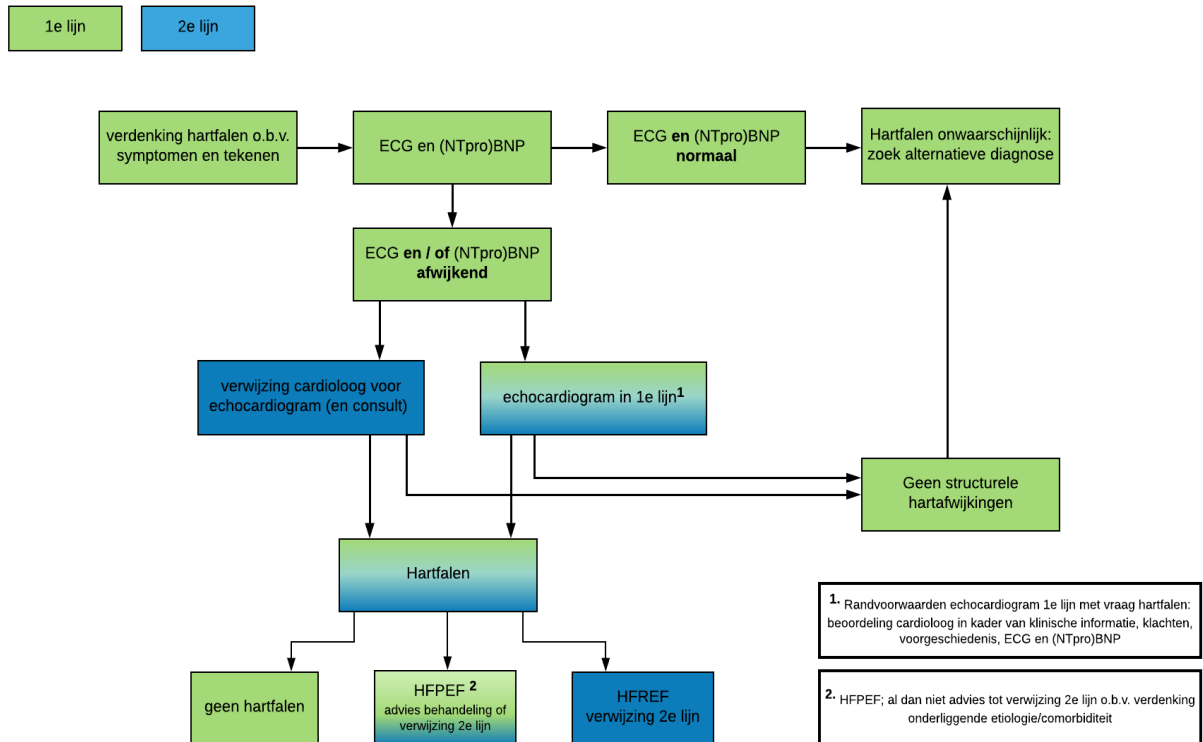 1e lijn
2e lijn
verdenking hartfalen o.b.v.
symptomen en tekenen
ECG en (NTpro)BNP
ECG en (NTpro)BNP
normaal
Hartfalen onwaarschijnlijk:
zoek alternatieve diagnose
ECG en / of (NTpro)BNP
afwijkend
verwijzing cardioloog voor
echocardiogram (en consult)
echocardiogram in 1e lijn1
Geen structurele
hartafwijkingen
Hartfalen
1. Randvoorwaarden echocardiogram 1e lijn met vraag hartfalen:
beoordeling cardioloog in kader van klinische informatie, klachten,
voorgeschiedenis, ECG en (NTpro)BNP
geen hartfalen
HFPEF 2
advies behandeling of
verwijzing 2e lijn
HFREF
verwijzing 2e lijn
2. HFPEF; al dan niet advies tot verwijzing 2e lijn o.b.v. verdenking
onderliggende etiologie/comorbiditeit